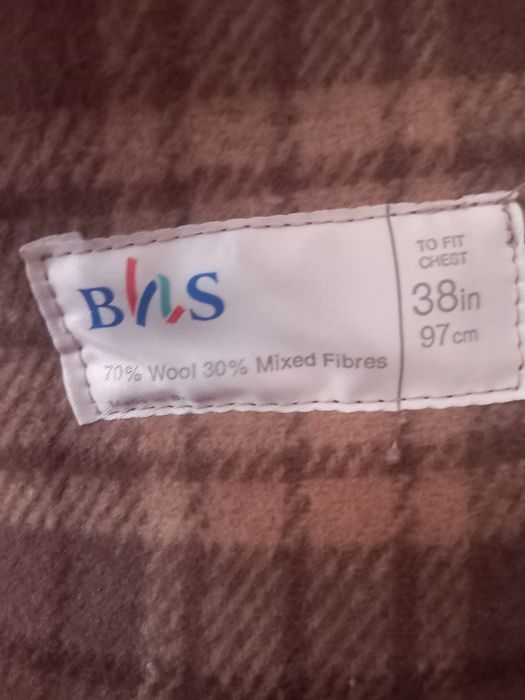 BHS
70% Wool 30% Mixed Fibres
TO FIT
CHEST
38in
97cm